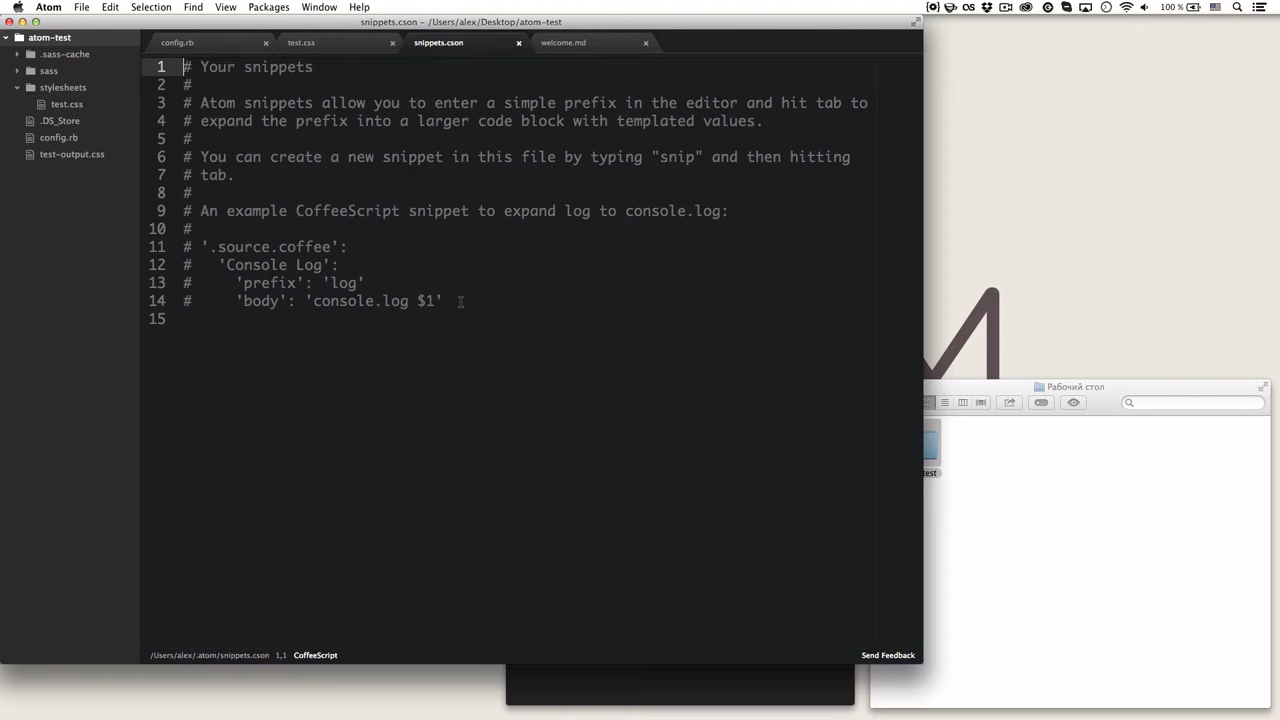 Atom File Edit Selection Find View Packages Window Help 100 %
snippets.cson - /Users/alex/Desktop/atom-test
atom-test
.sass-cache
sass
stylesheets
test.css
.DS_Store
config.rb
test-output.css
config.rb test.css snippets.cson welcome.md
1 # Your snippets
2 #
3 # Atom snippets allow you to enter a simple prefix in the editor and hit tab to
4 # expand the prefix into a larger code block with templated values.
5 #
6 # You can create a new snippet in this file by typing "snip" and then hitting
7 # tab.
8 #
9 # An example CoffeeScript snippet to expand log to console.log:
10 #
11 # '.source.coffee':
12 #   'Console Log':
13 #     'prefix': 'log'
14 #     'body': 'console.log $1'
15
/Users/alex/.atom/snippets.cson 1,1 CoffeeScript Send Feedback
Рабочий стол
test